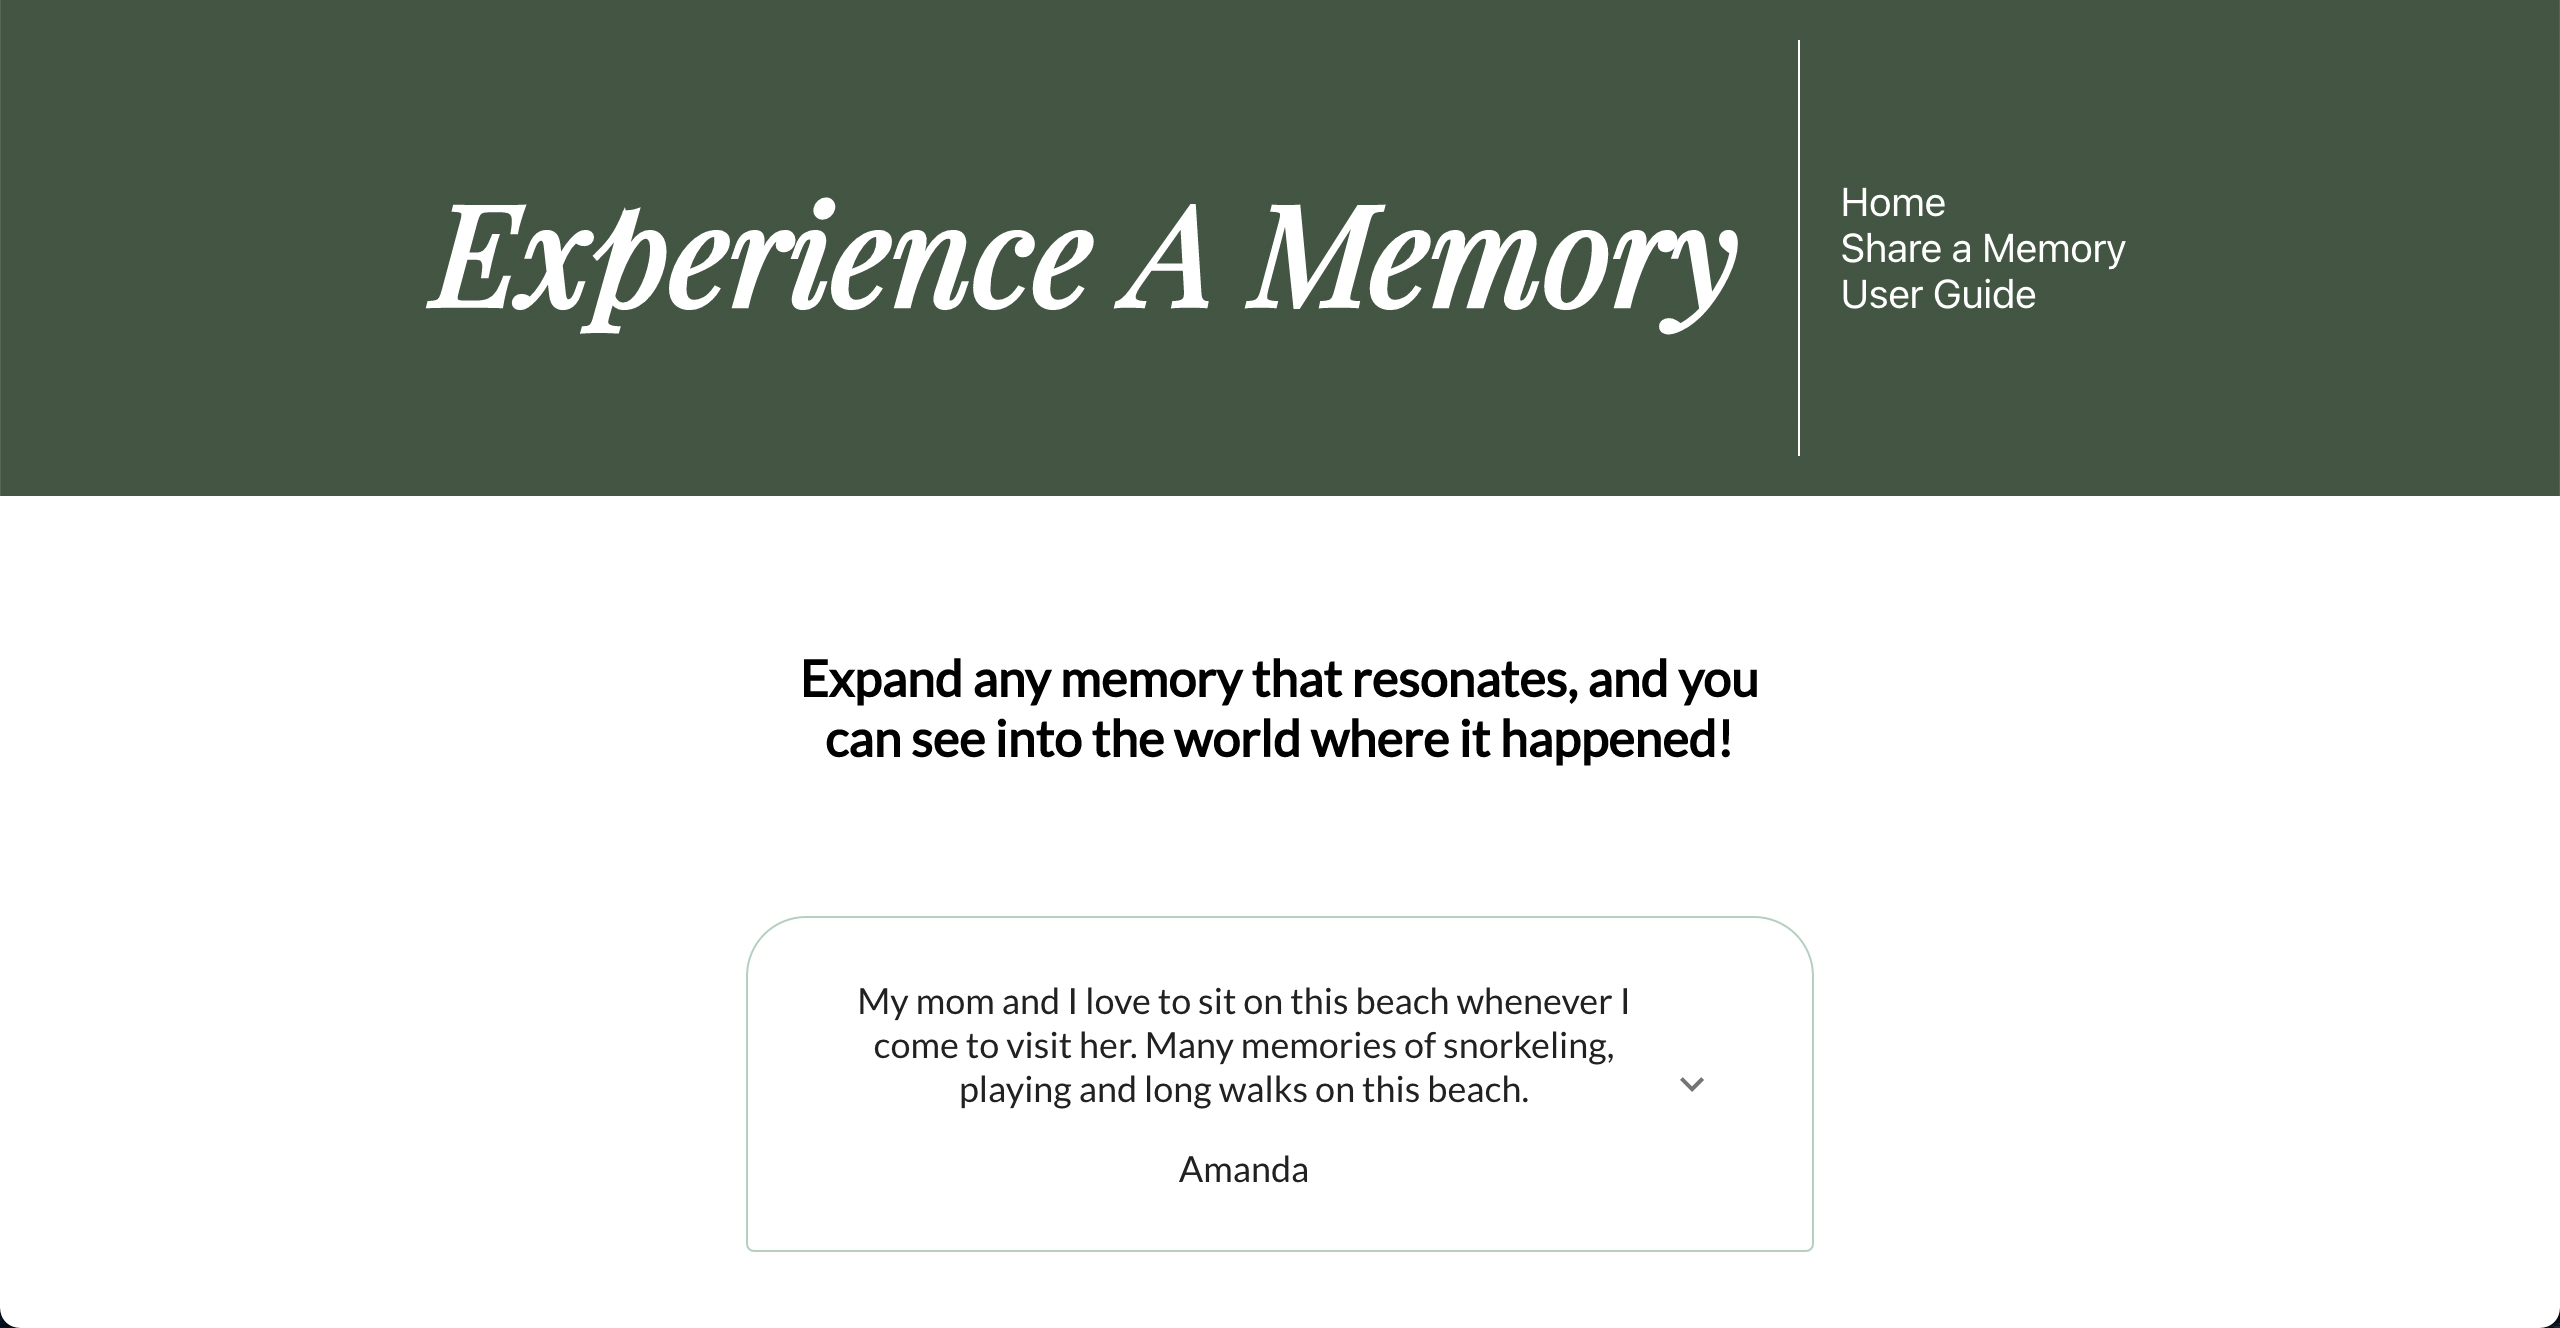 Experience A Memory
Home
Share a Memory
User Guide
Expand any memory that resonates, and you
can see into the world where it happened!
My mom and I love to sit on this beach whenever I
come to visit her. Many memories of snorkeling,
playing and long walks on this beach.
Amanda